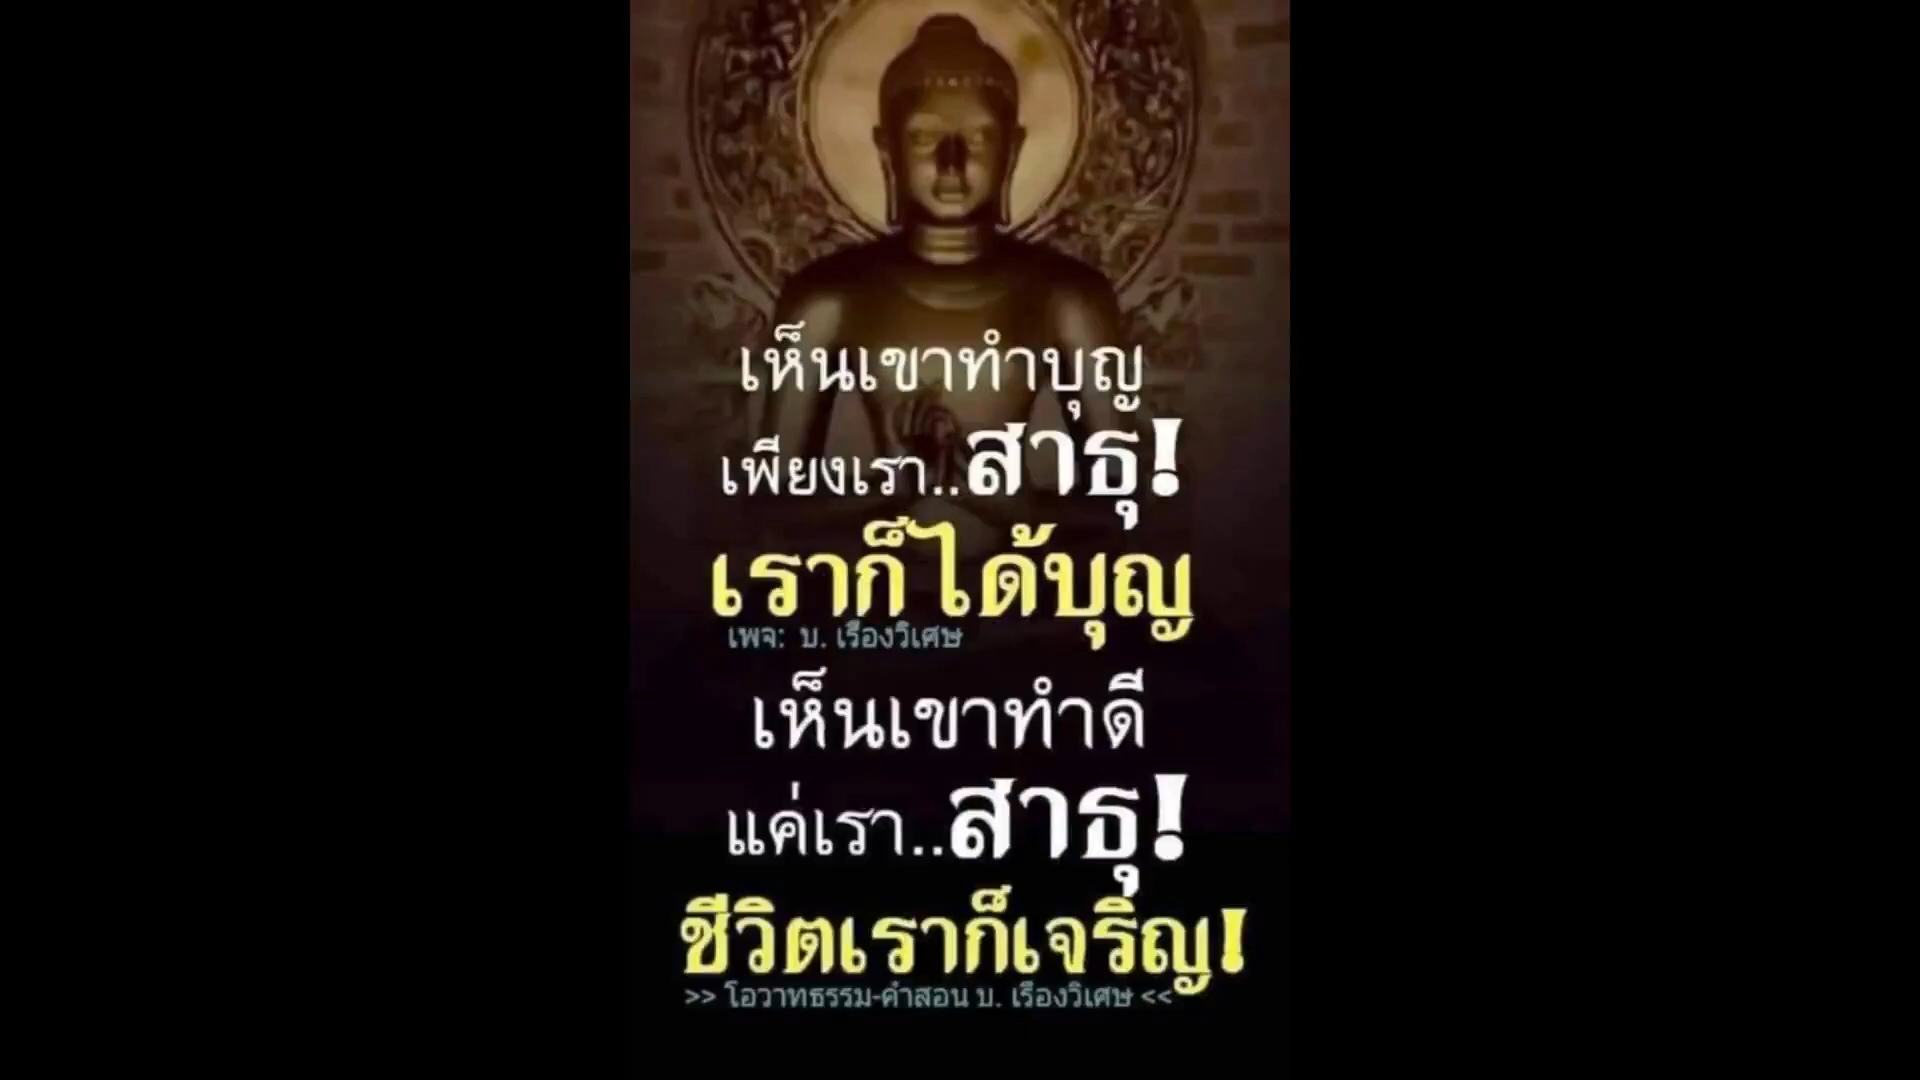 เห็นเขาทำบุญ
เพียงเรา..สาธุ!
เราก็ได้บุญ
เพจ: บ. เรืองวิเศษ
เห็นเขาทำดี
แค่เรา..สาธุ!
ชีวิตเราก็เจริญ!
>> โอวาทธรรม-คำสอน บ. เรืองวิเศษ <<